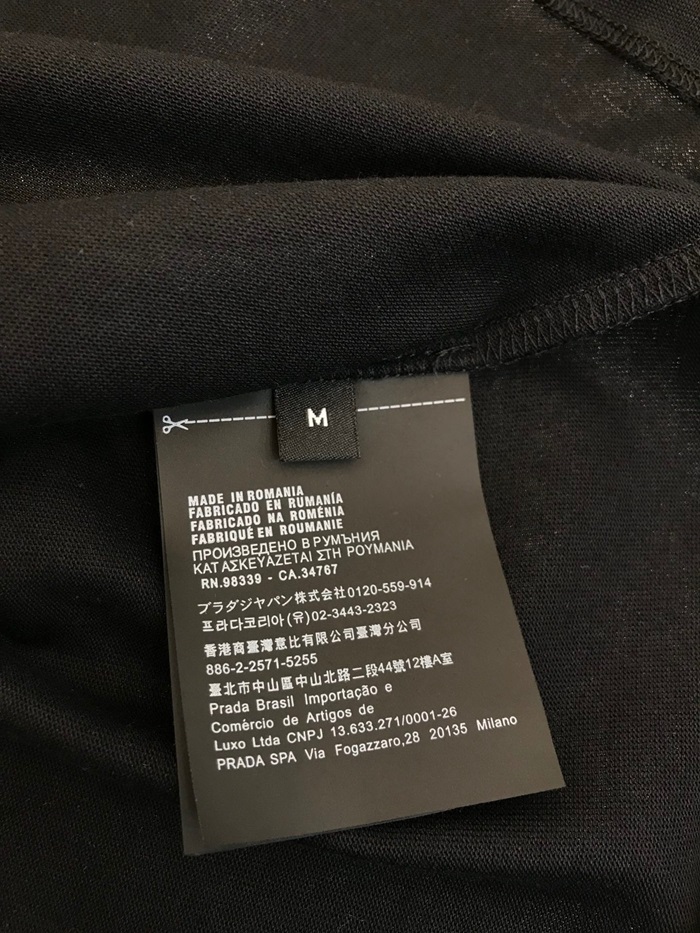 M
MADE IN ROMANIA
FABRICADO EN RUMANÍA
FABRICADO NA ROMÉNIA
FABRIQUÉ EN ROUMANIE
ПРОИЗВЕДЕНО В РУМЪНИЯ
ΚΑΤΑΣΚΕΥΑΖΕΤΑΙ ΣΤΗ ΡΟΥΜΑΝΙΑ
RN.98339 - CA.34767
プラダジャパン株式会社0120-559-914
프라다코리아(유)02-3443-2323
香港商臺灣意比有限公司臺灣分公司
886-2-2571-5255
臺北市中山區中山北路二段44號12樓A室
Prada Brasil Importação e
Comércio de Artigos de
Luxo Ltda CNPJ 13.633.271/0001-26
PRADA SPA Via Fogazzaro,28 20135 Milano